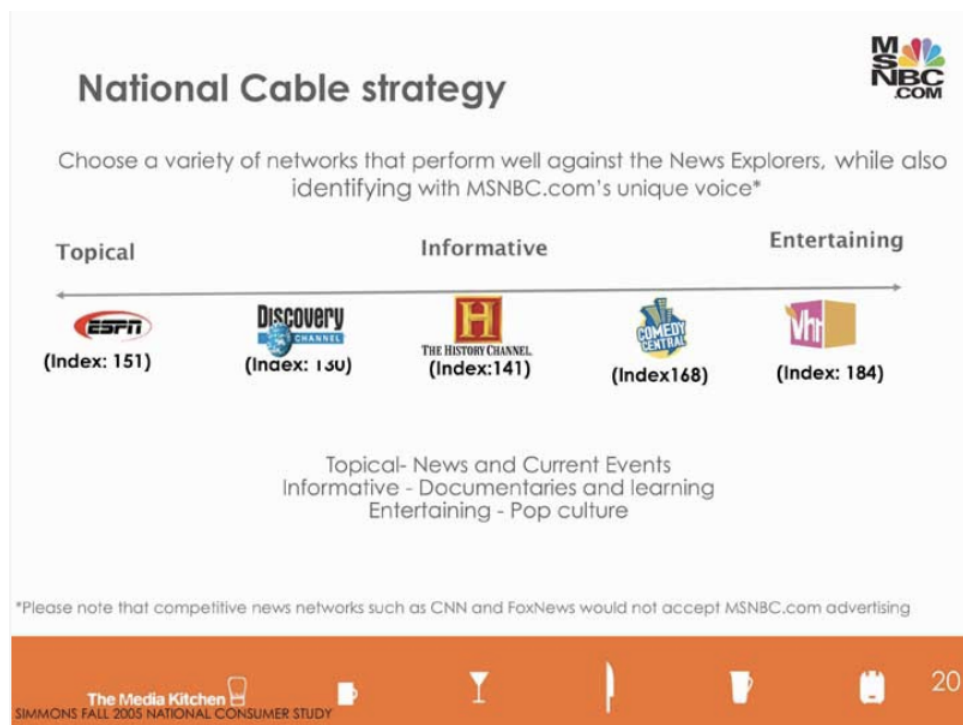 MSNBC.COM
National Cable strategy
Choose a variety of networks that perform well against the News Explorers, while also
identifying with MSNBC.com's unique voice*
Topical Informative Entertaining
ESPN DISCOVERY CHANNEL H THE HISTORY CHANNEL COMEDY CENTRAL Vh1
(Index: 151) (Index: 130) (Index:141) (Index168) (Index: 184)
Topical- News and Current Events
Informative - Documentaries and learning
Entertaining - Pop culture
*Please note that competitive news networks such as CNN and FoxNews would not accept MSNBC.com advertising
The Media Kitchen 20
SIMMONS FALL 2005 NATIONAL CONSUMER STUDY